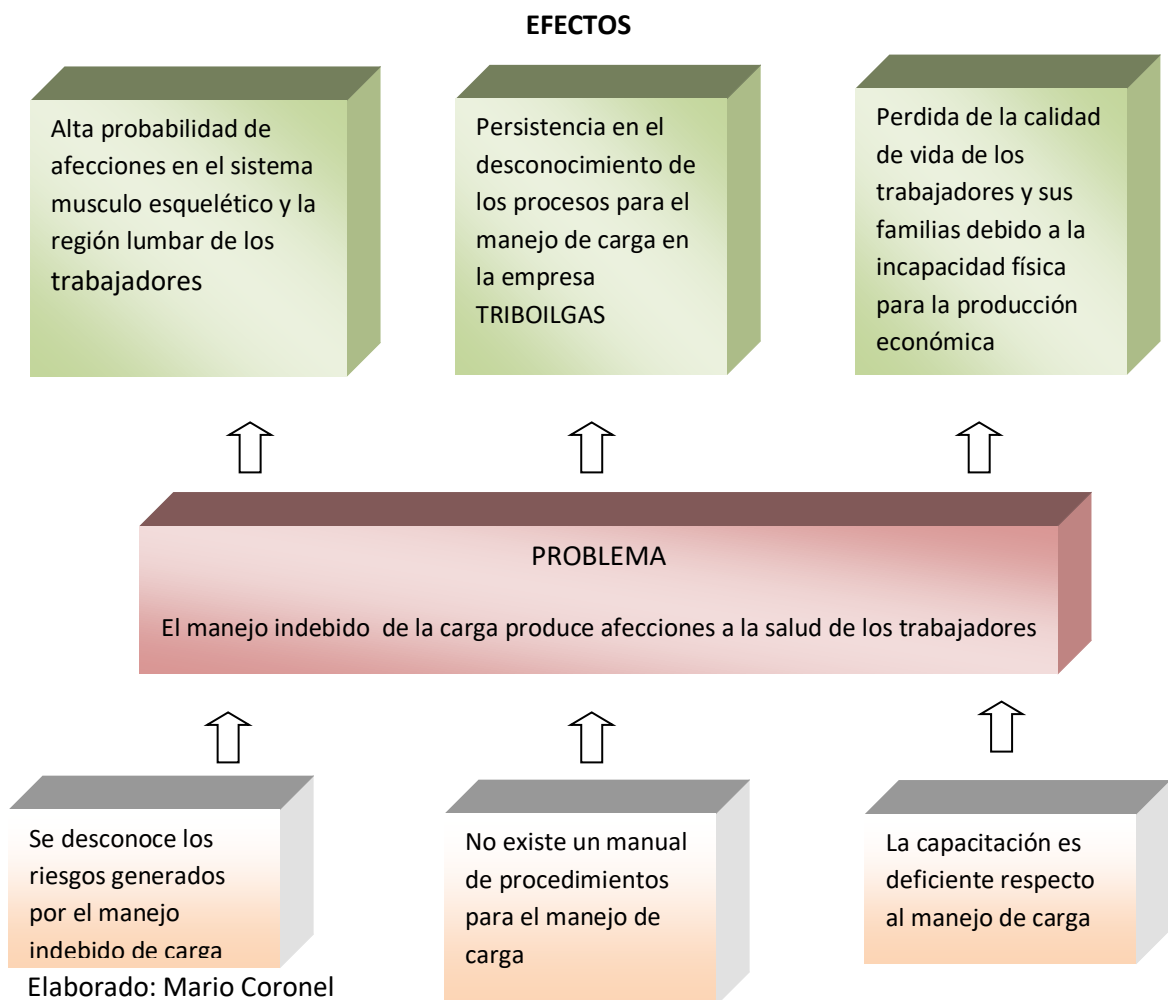 EFECTOS
Alta probabilidad de
afecciones en el sistema
musculo esquelético y la
región lumbar de los
trabajadores
Persistencia en el
desconocimiento de
los procesos para el
manejo de carga en
la empresa
TRIBOILGAS
Perdida de la calidad
de vida de los
trabajadores y sus
familias debido a la
incapacidad física
para la producción
económica
PROBLEMA
El manejo indebido  de la carga produce afecciones a la salud de los trabajadores
Se desconoce los
riesgos generados
por el manejo
indebido de carga
No existe un manual
de procedimientos
para el manejo de
carga
La capacitación es
deficiente respecto
al manejo de carga
Elaborado: Mario Coronel